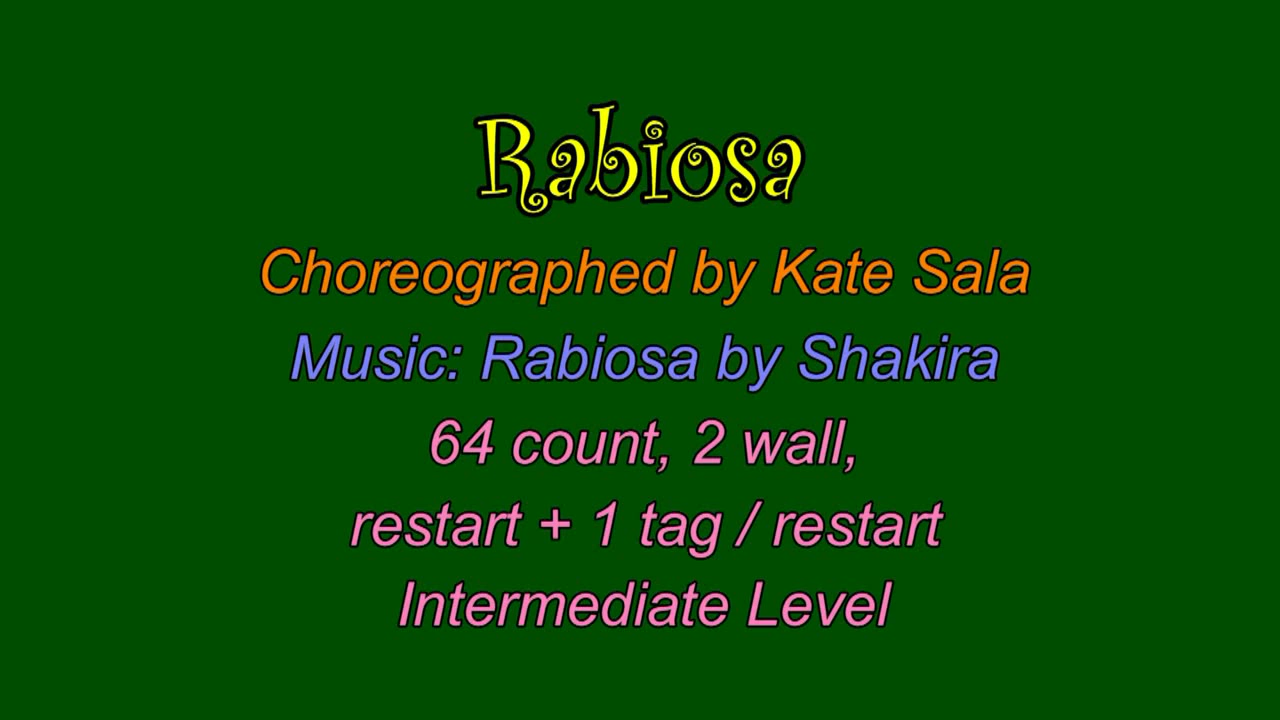 Rabiosa
Choreographed by Kate Sala
Music: Rabiosa by Shakira
64 count, 2 wall,
restart + 1 tag / restart
Intermediate Level